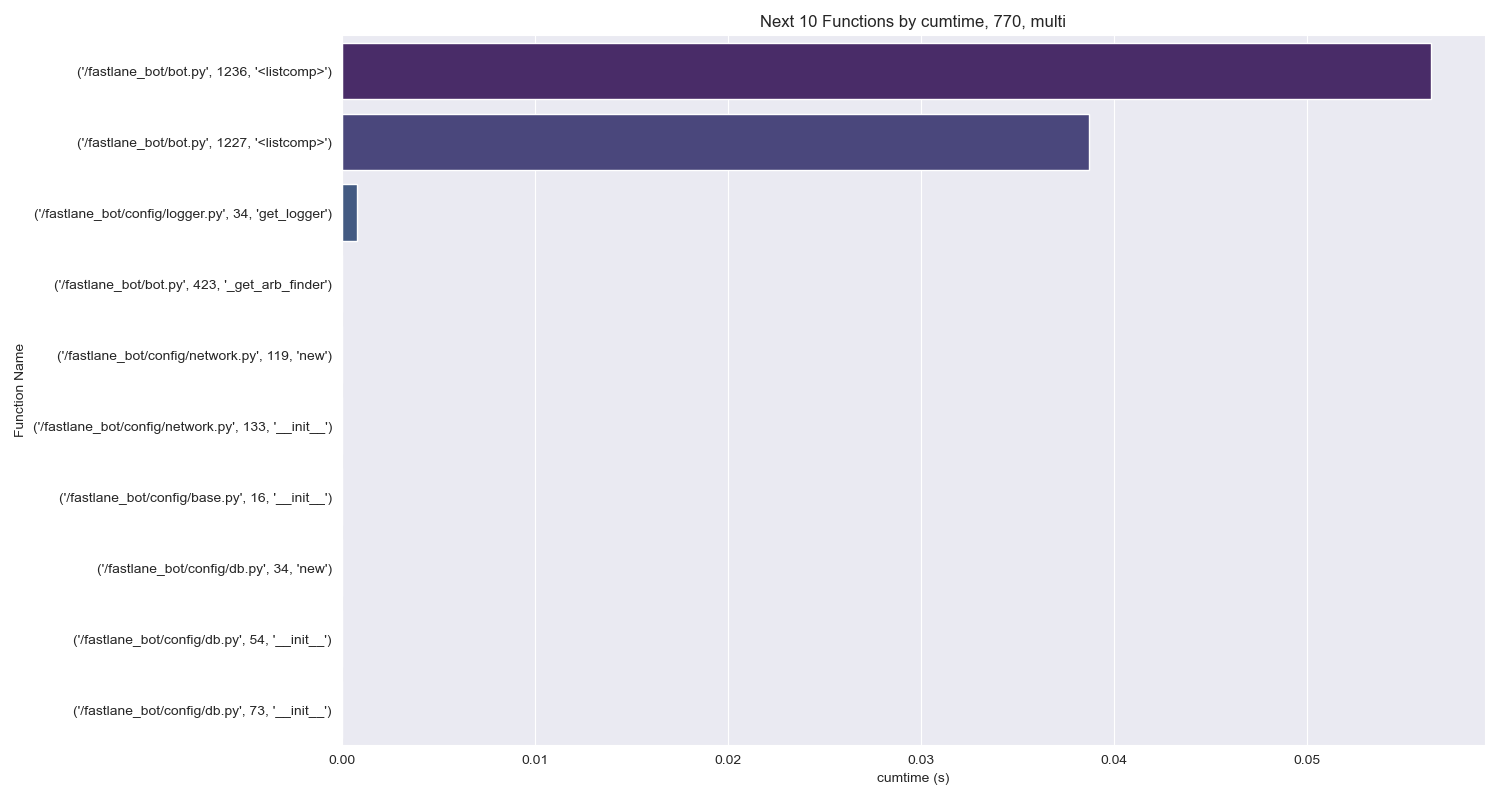 Next 10 Functions by cumtime, 770, multi
('/fastlane_bot/bot.py', 1236, '<listcomp>')
('/fastlane_bot/bot.py', 1227, '<listcomp>')
('/fastlane_bot/config/logger.py', 34, 'get_logger')
('/fastlane_bot/bot.py', 423, '_get_arb_finder')
('/fastlane_bot/config/network.py', 119, 'new')
('/fastlane_bot/config/network.py', 133, '__init__')
('/fastlane_bot/config/base.py', 16, '__init__')
('/fastlane_bot/config/db.py', 34, 'new')
('/fastlane_bot/config/db.py', 54, '__init__')
('/fastlane_bot/config/db.py', 73, '__init__')
Function Name
0.00 0.01 0.02 0.03 0.04 0.05
cumtime (s)